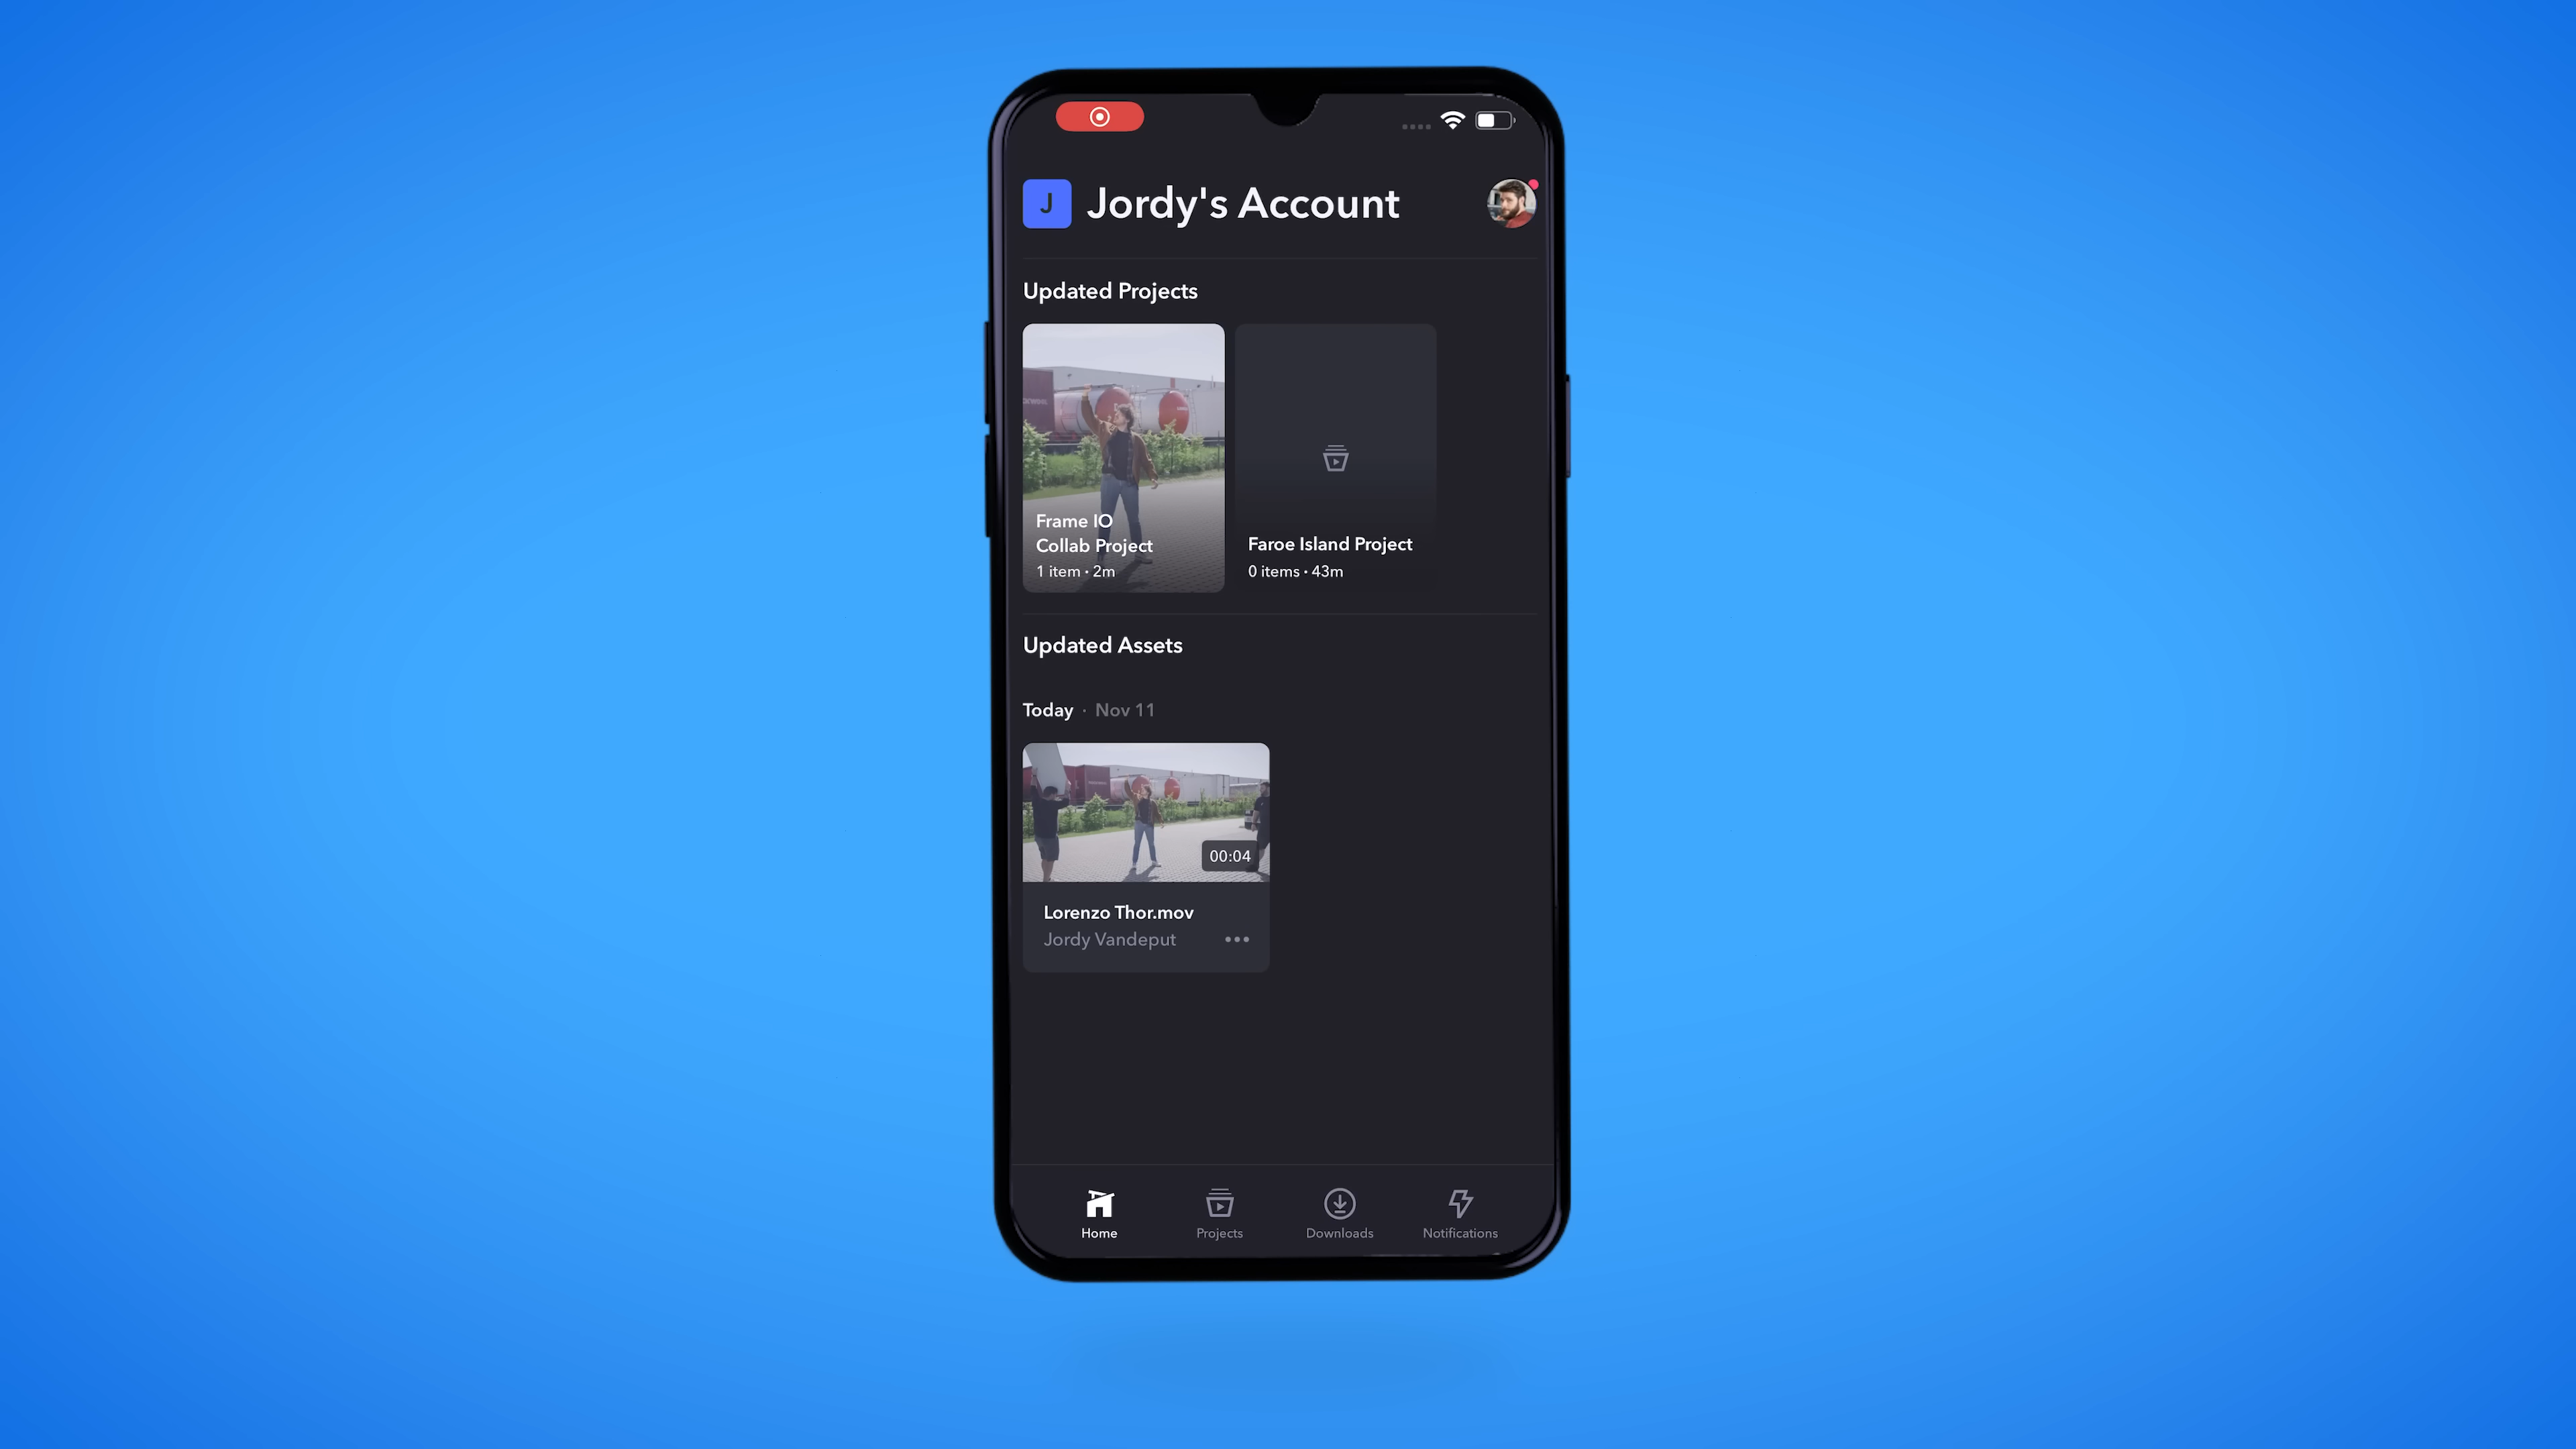 J Jordy's Account
Updated Projects
Frame IO
Collab Project
1 item • 2m
Faroe Island Project
0 items • 43m
Updated Assets
Today · Nov 11
00:04
Lorenzo Thor.mov
Jordy Vandeput
Home
Projects
Downloads
Notifications